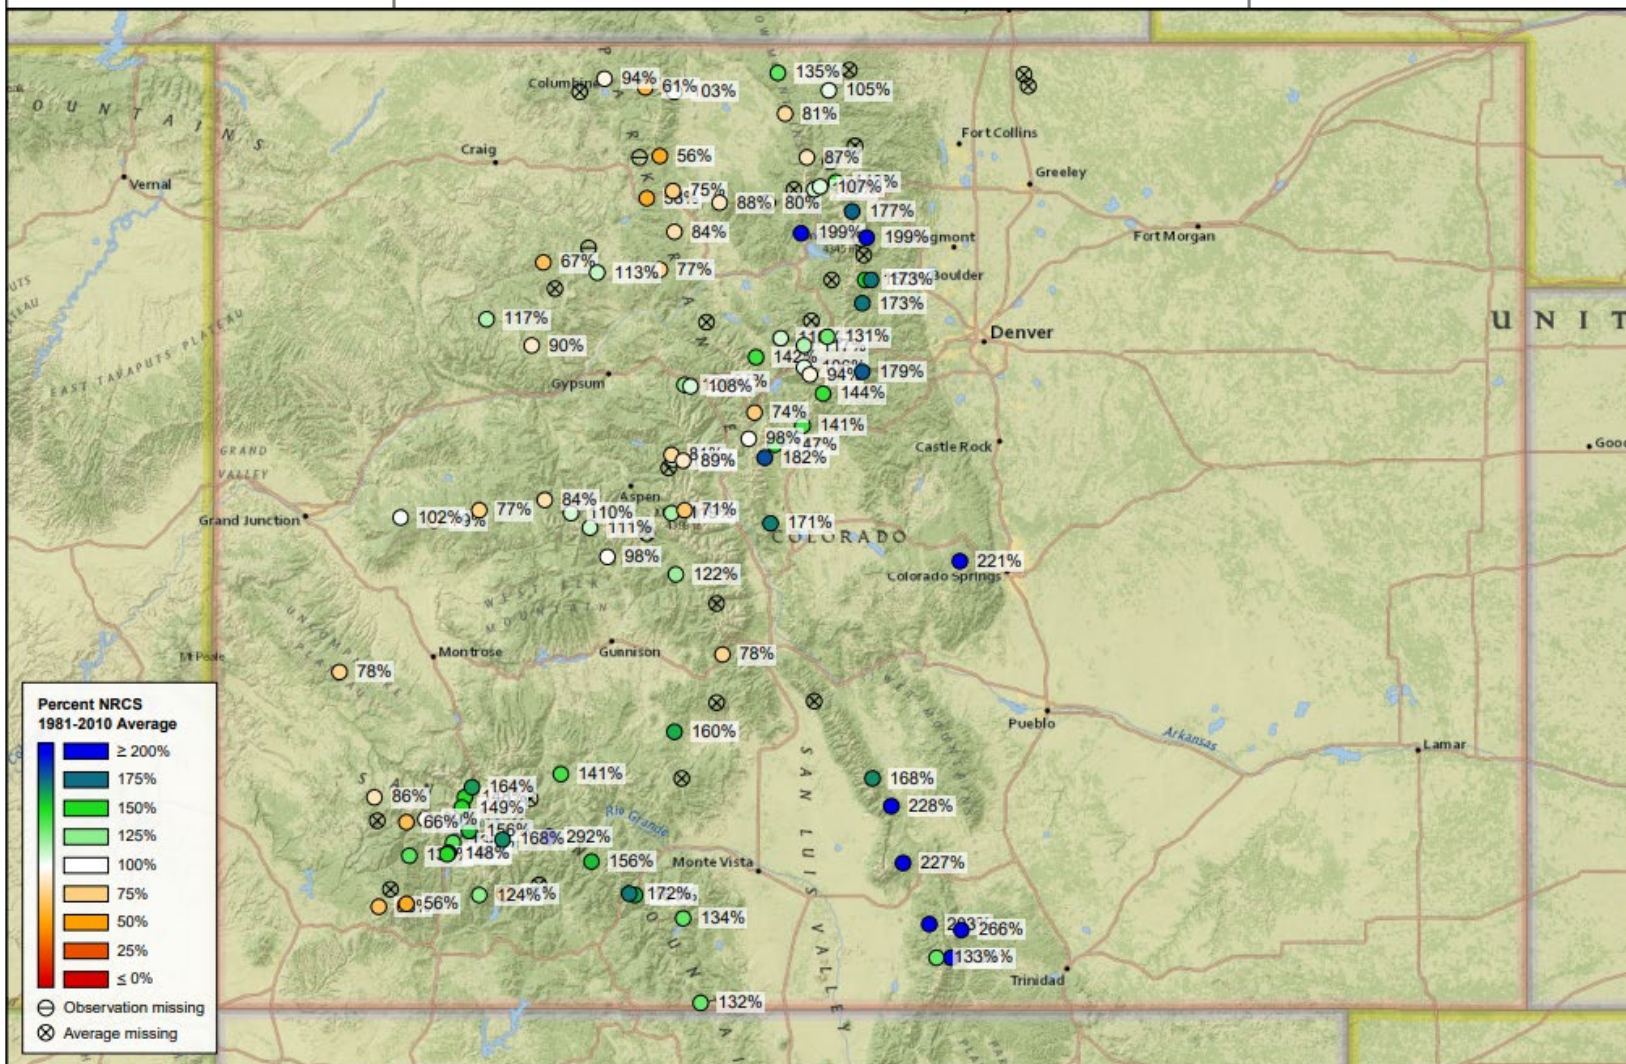 94%
61%
03%
135%
105%
Columbine
81%
Fort Collins
Craig
56%
87%
Greeley
Vernal
75%
107%
88%
80%
177%
84%
199%
199%
gmont
Fort Morgan
67%
113%
77%
Boulder
173%
173%
117%
131%
Denver
UNIT
90%
142%
EAST TAVAPUTS PLATEAU
Gypsum
108%
94%
179%
144%
74%
141%
98%
47%
Castle Rock
GRAND
VALLEY
89%
182%
Aspen
84%
77%
110%
71%
Grand Junction
102%
111%
171%
COLORADO
98%
221%
122%
Colorado Springs
WEST ELK
MOUNTAIN
Mt Peale
Montrose
Gunnison
78%
78%
Pueblo
Arkansas
Lamar
160%
SAN LUIS VALLEY
141%
168%
164%
86%
149%
228%
66%
156%
Rio Grande
168%
292%
148%
156%
Monte Vista
227%
124%
172%
56%
134%
266%
133%
Trinidad
132%
Percent NRCS
1981-2010 Average
≥ 200%
175%
150%
125%
100%
75%
50%
25%
≤ 0%
Observation missing
Average missing